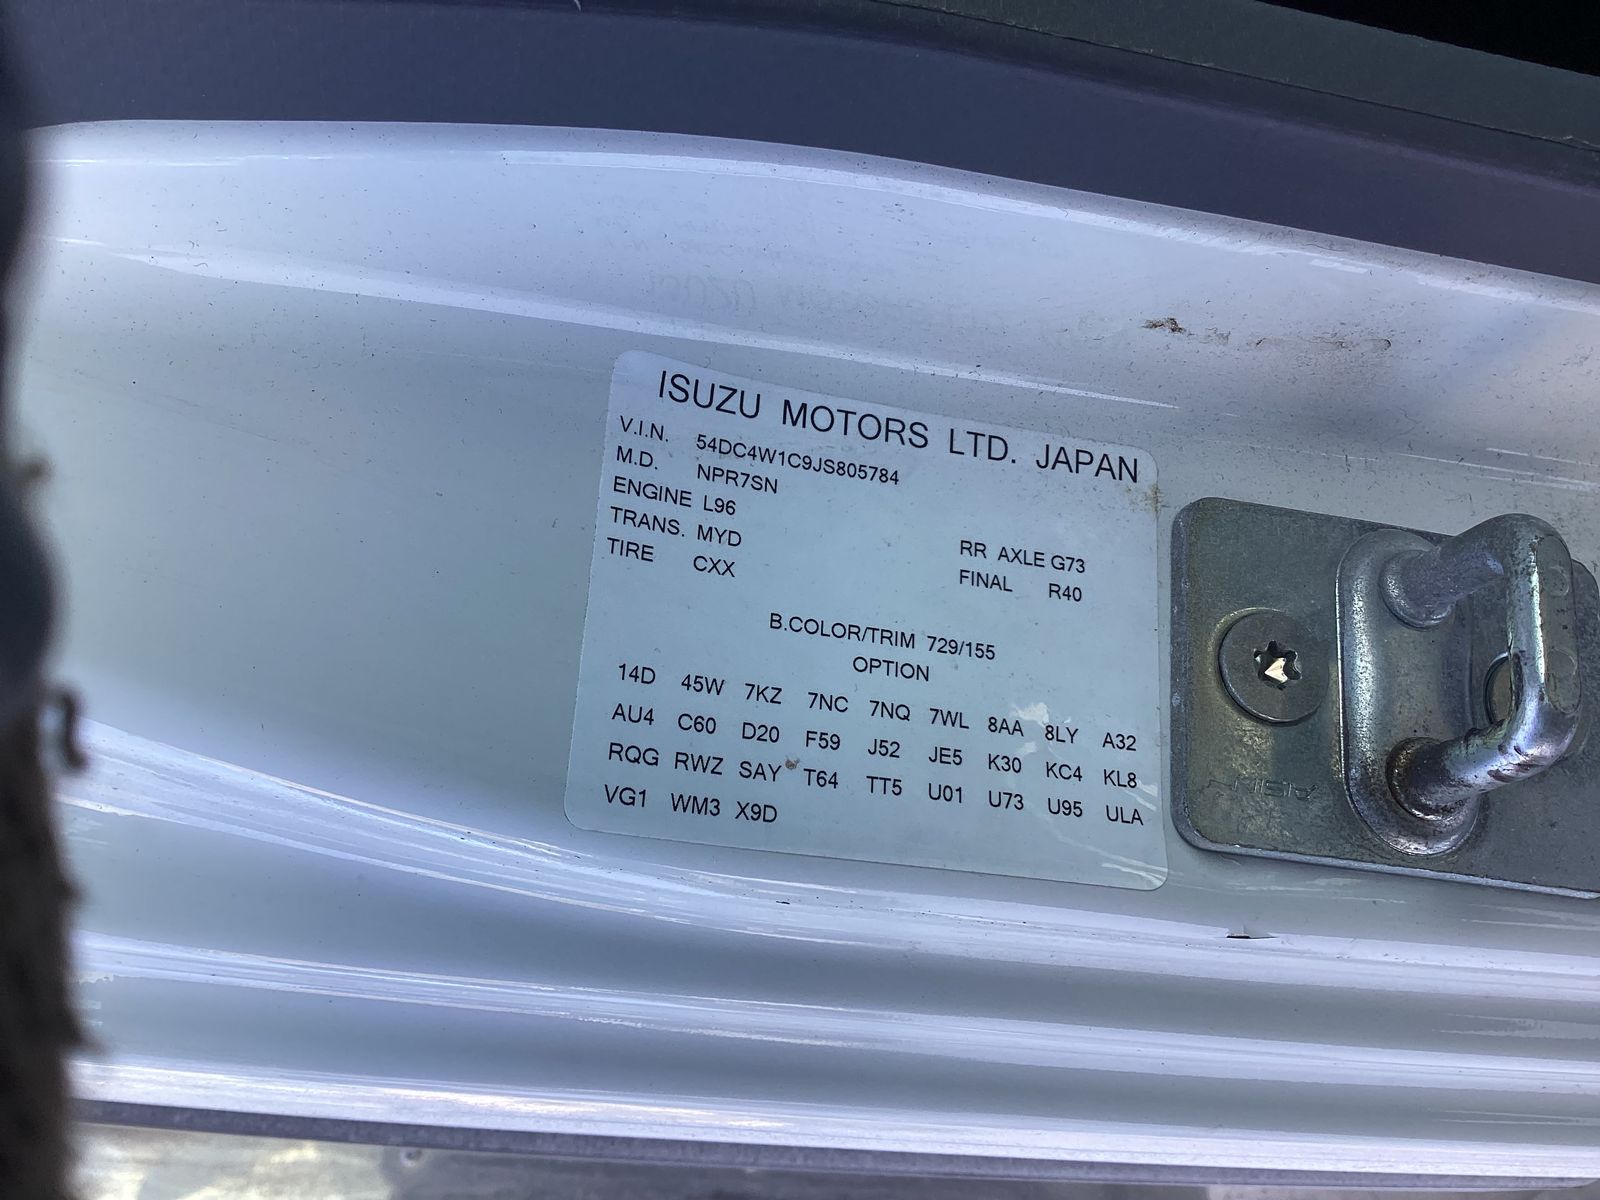 ISUZU MOTORS LTD. JAPAN
V.I.N. 54DC4W1C9JS805784
M.D. NPR7SN
ENGINE L96
TRANS. MYD RR AXLE G73
TIRE CXX FINAL R40
B.COLOR/TRIM 729/155
OPTION
14D 45W 7KZ 7NC 7NQ 7WL 8AA 8LY A32
AU4 C60 D20 F59 J52 JE5 K30 KC4 KL8
RQG RWZ SAY T64 TT5 U01 U73 U95 ULA
VG1 WM3 X9D